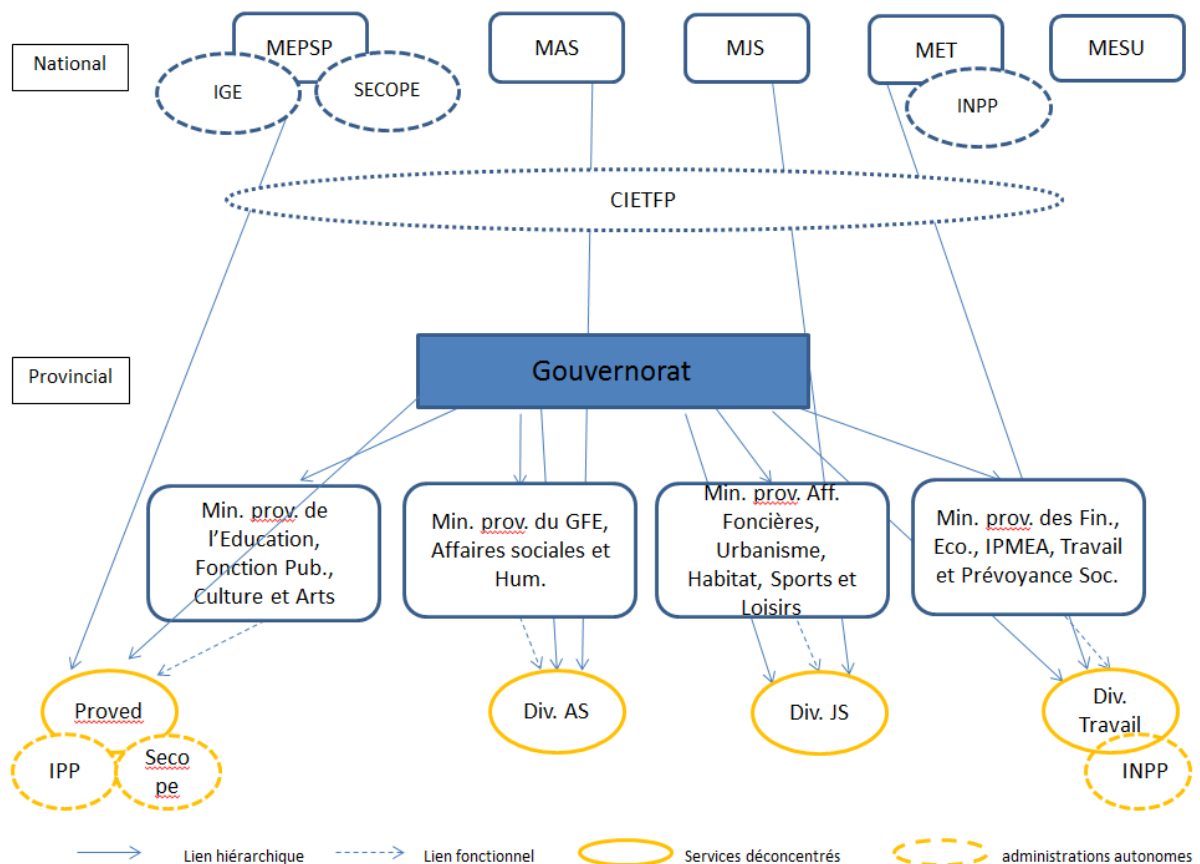 National
MEPSP
IGE
SECOPE
MAS
MJS
MET
INPP
MESU
CIETFP
Provincial
Gouvernorat
Min. prov. de
l'Education,
Fonction Pub.,
Culture et Arts
Min. prov. du GFE,
Affaires sociales et
Hum.
Min. prov. Aff.
Foncières,
Urbanisme,
Habitat, Sports et
Loisirs
Min. prov. des Fin.,
Eco., IPMEA, Travail
et Prévoyance Soc.
Proved
IPP
Seco
pe
Div. AS
Div. JS
Div.
Travail
INPP
Lien hiérarchique
Lien fonctionnel
Services déconcentrés
administrations autonomes